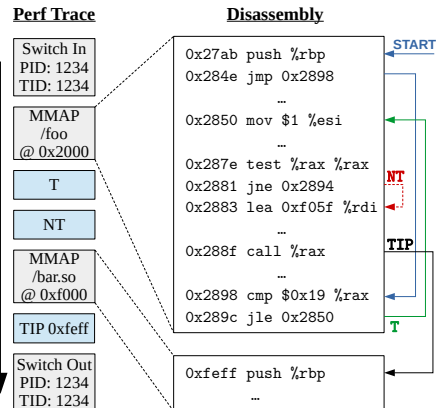 Perf Trace
Switch In
PID: 1234
TID: 1234
MMAP
/foo
@ 0x2000
T
NT
MMAP
/bar.so
@ 0xf000
TIP 0xfeff
Switch Out
PID: 1234
TID: 1234
Disassembly
START
0x27ab push %rbp
0x284e jmp 0x2898
…
0x2850 mov $1 %esi
…
0x287e test %rax %rax
NT
0x2881 jne 0x2894
0x2883 lea 0xf05f %rdi
…
TIP
0x288f call %rax
…
0x2898 cmp $0x19 %rax
0x289c jle 0x2850
T
0xfeff push %rbp
…